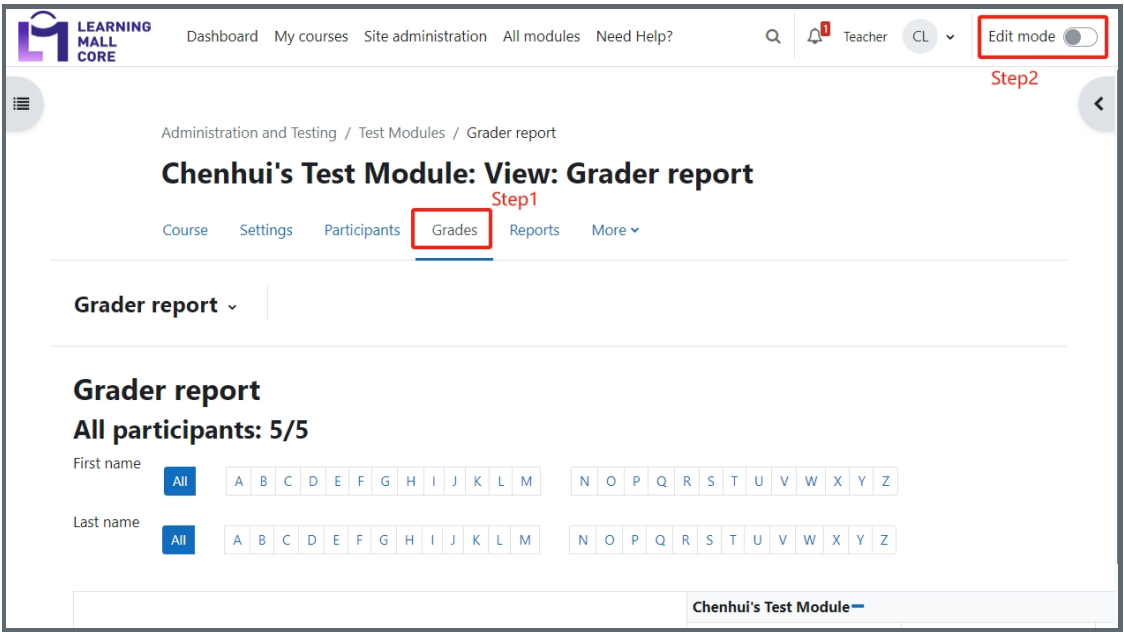 LEARNING
MALL
CORE
Dashboard My courses Site administration All modules Need Help? 1 Teacher CL Edit mode
Step2
Administration and Testing / Test Modules / Grader report
Chenhui's Test Module: View: Grader report
Step1
Course Settings Participants Grades Reports More
Grader report
Grader report
All participants: 5/5
First name
All A B C D E F G H I J K L M N O P Q R S T U V W X Y Z
Last name
All A B C D E F G H I J K L M N O P Q R S T U V W X Y Z
Chenhui's Test Module